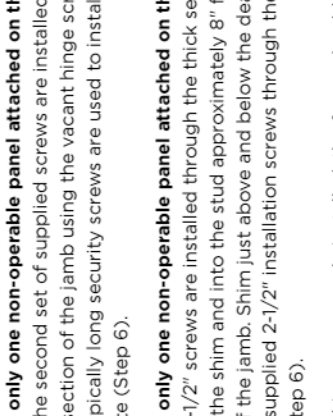 only one non-operable panel attached on th
he second set of supplied screws are installed
ection of the jamb using the vacant hinge scr
pically long security screws are used to instal
ce (Step 6).
only one non-operable panel attached on th
-1/2" screws are installed through the thick se
the shim and into the stud approximately 8" f
f the jamb. Shim just above and below the dea
supplied 2-1/2" installation screws through the
tep 6).